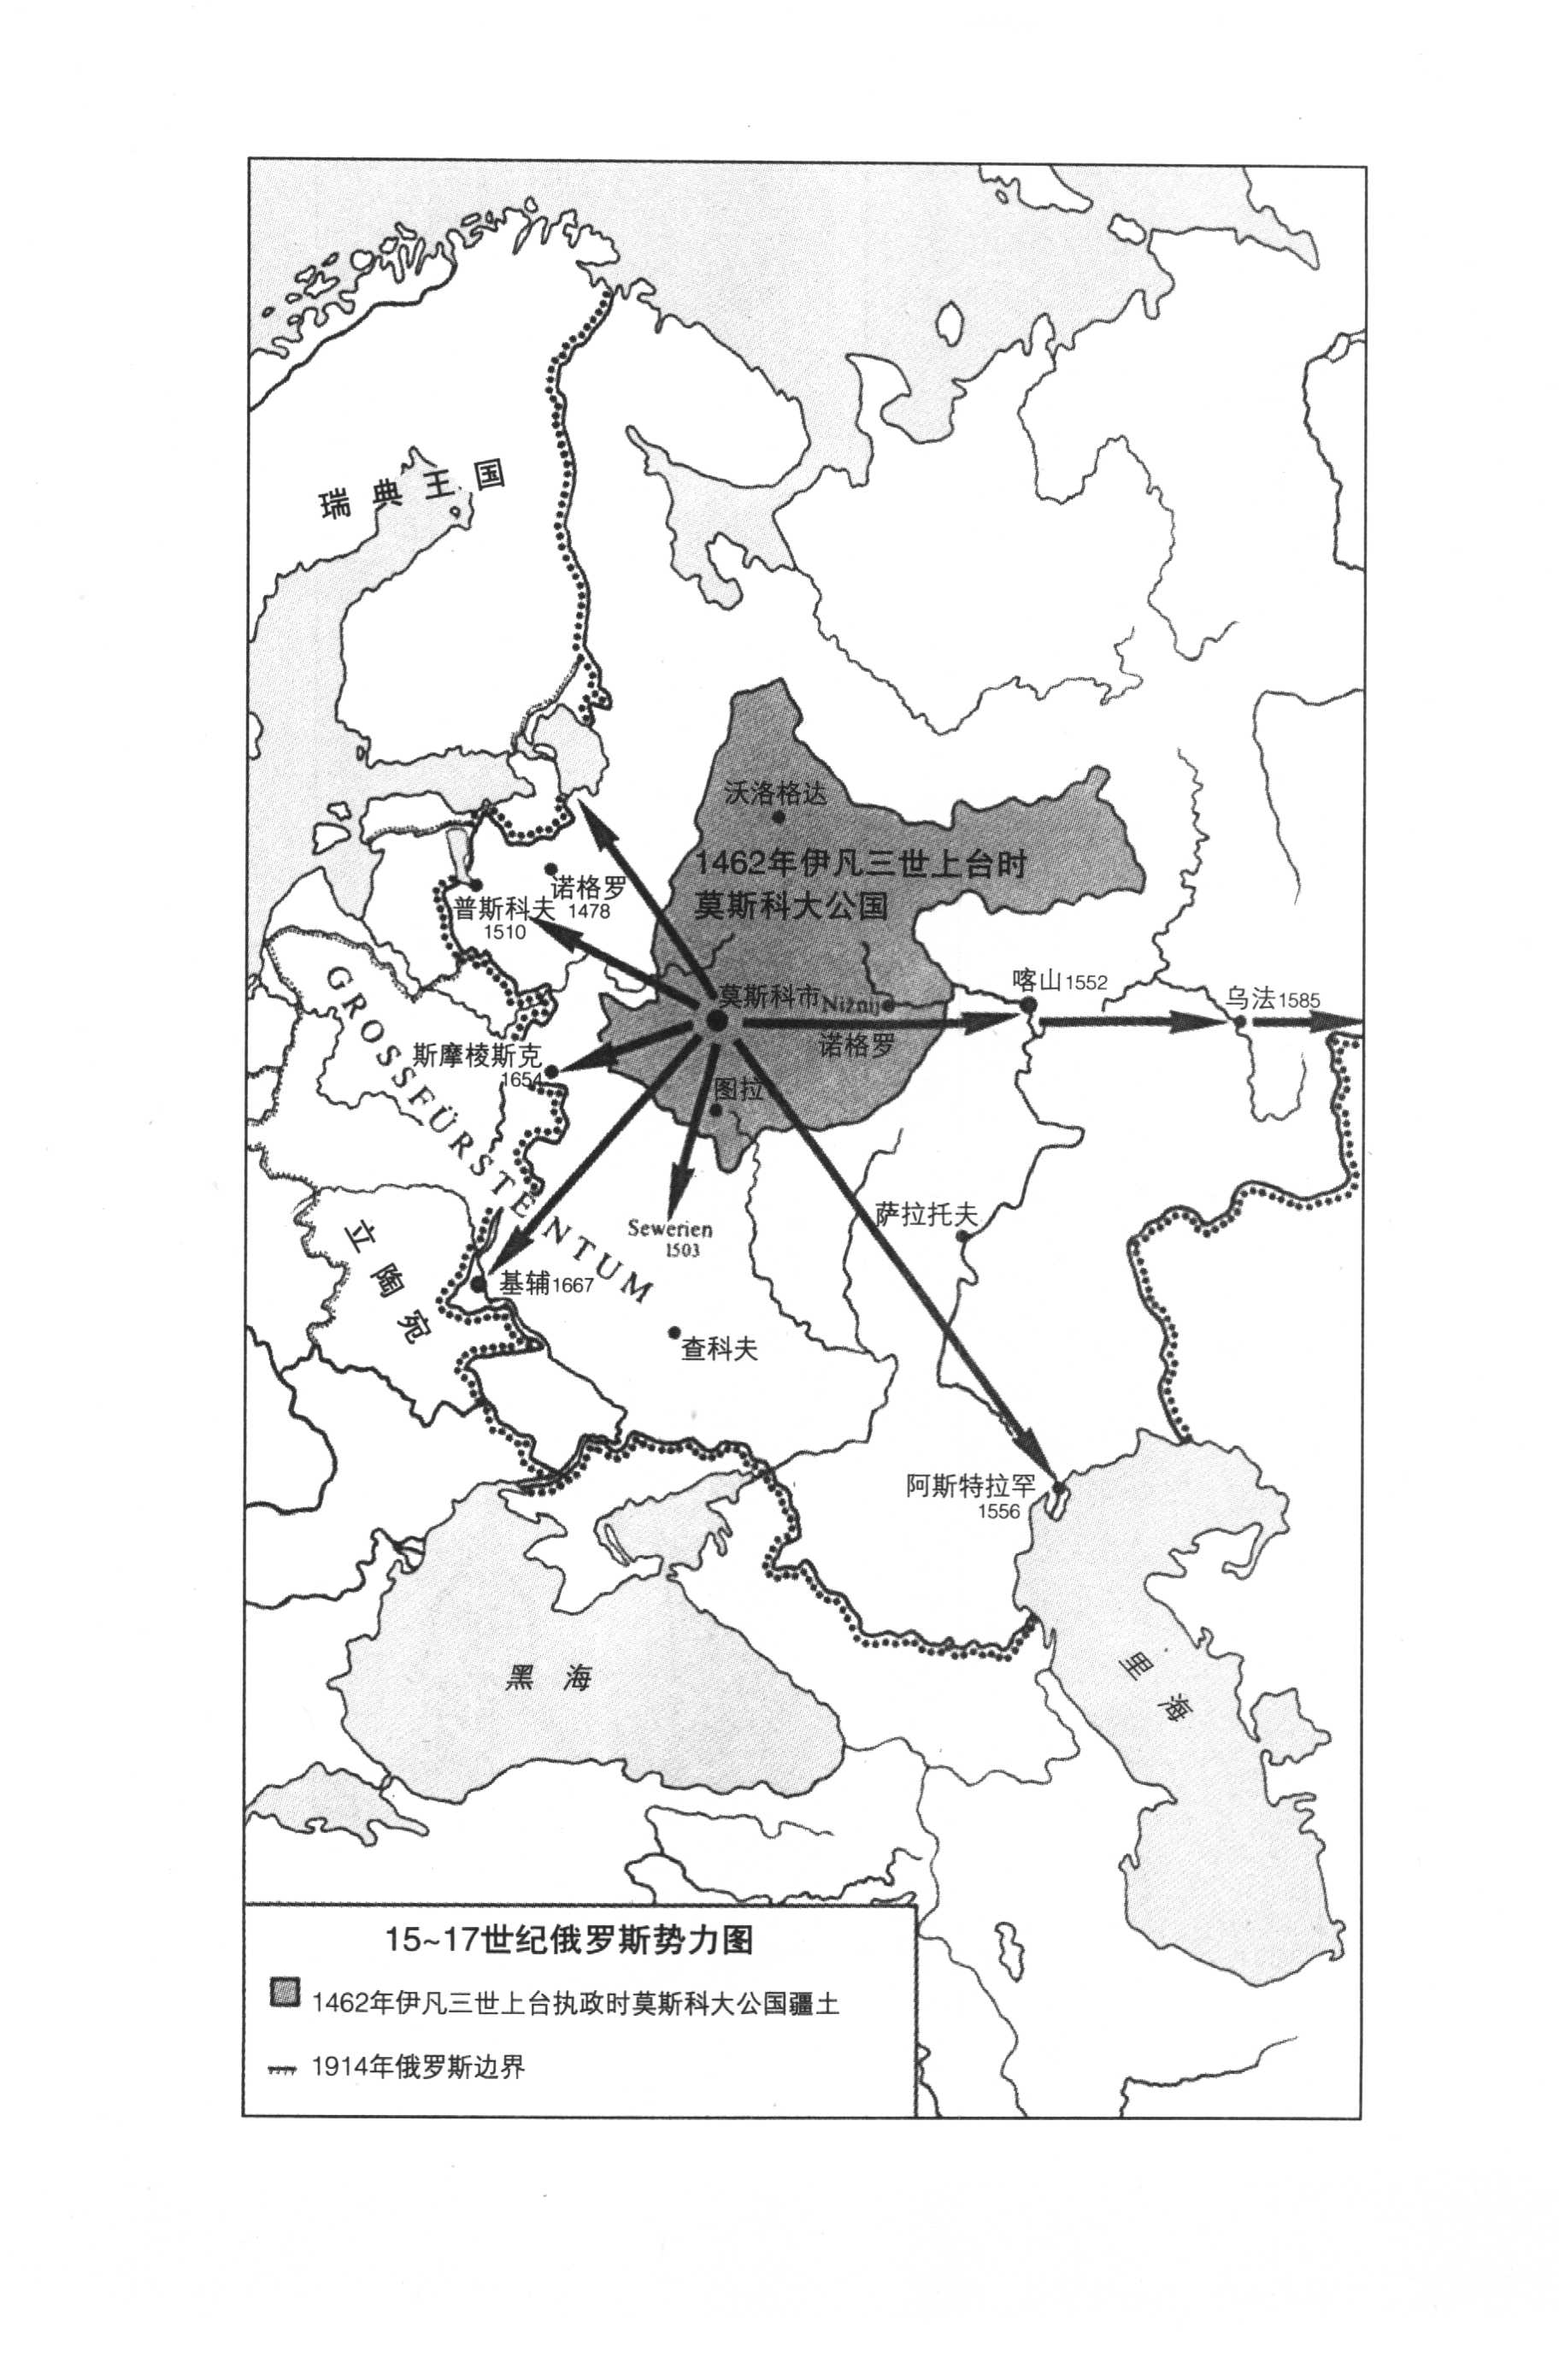 瑞典王国
沃洛格达
1462年伊凡三世上台时
莫斯科大公国
诺格罗
1478
普斯科夫
1510
GROSSFÜRSTENTUM
莫斯科市
Nižnij
诺格罗
喀山1552
乌法1585
斯摩棱斯克
1654
图拉
萨拉托夫
Sewerien
1503
立陶宛
基辅1667
查科夫
阿斯特拉罕
1556
黑海
里海
15~17世纪俄罗斯势力图
1462年伊凡三世上台执政时莫斯科大公国疆土
1914年俄罗斯边界